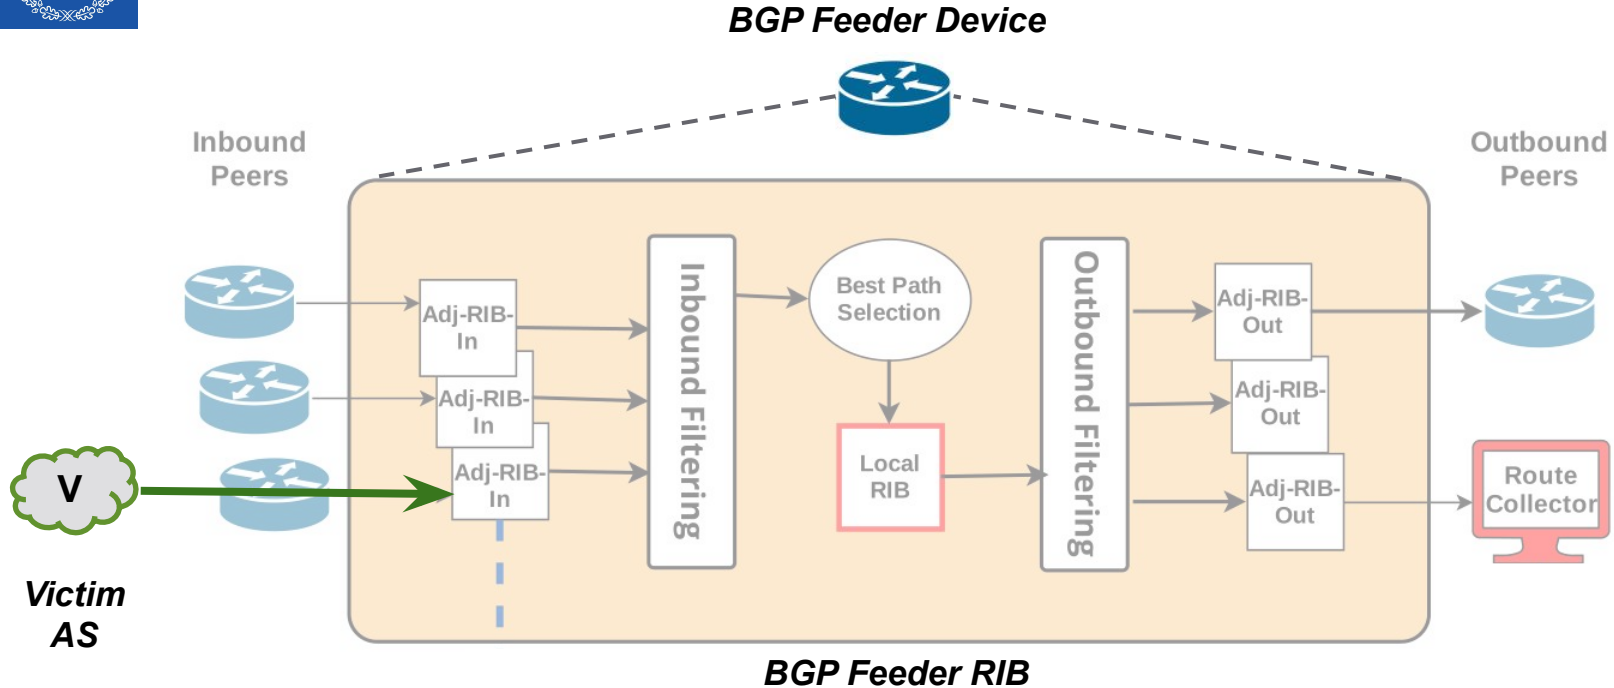 BGP Feeder Device
Inbound
Peers
Outbound
Peers
Adj-RIB-
In
Adj-RIB-
In
Adj-RIB-
In
Inbound Filtering
Best Path
Selection
Local
RIB
Outbound Filtering
Adj-RIB-
Out
Adj-RIB-
Out
Adj-RIB-
Out
Route
Collector
V
Victim
AS
BGP Feeder RIB